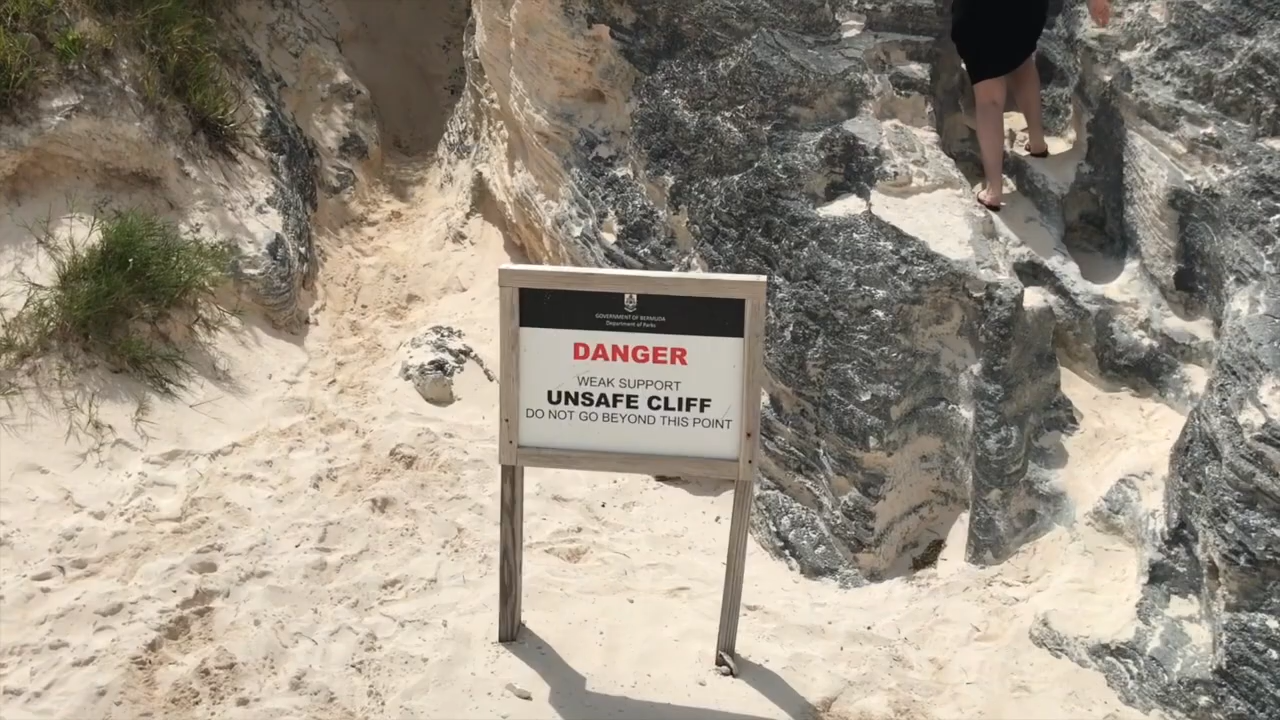 GOVERNMENT OF BERMUDA
Department of Parks
DANGER
WEAK SUPPORT
UNSAFE CLIFF
DO NOT GO BEYOND THIS POINT